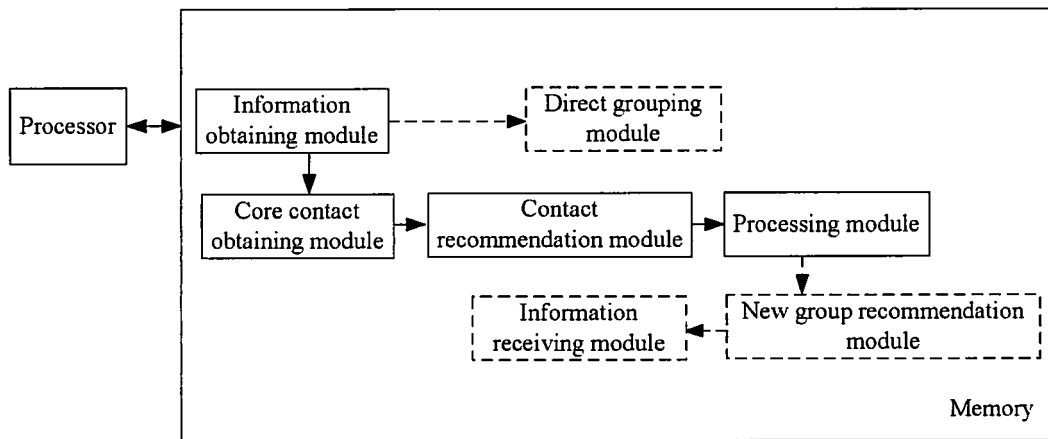 Processor
Information
obtaining module
Direct grouping
module
Core contact
obtaining module
Contact
recommendation module
Processing module
Information
receiving module
New group recommendation
module
Memory